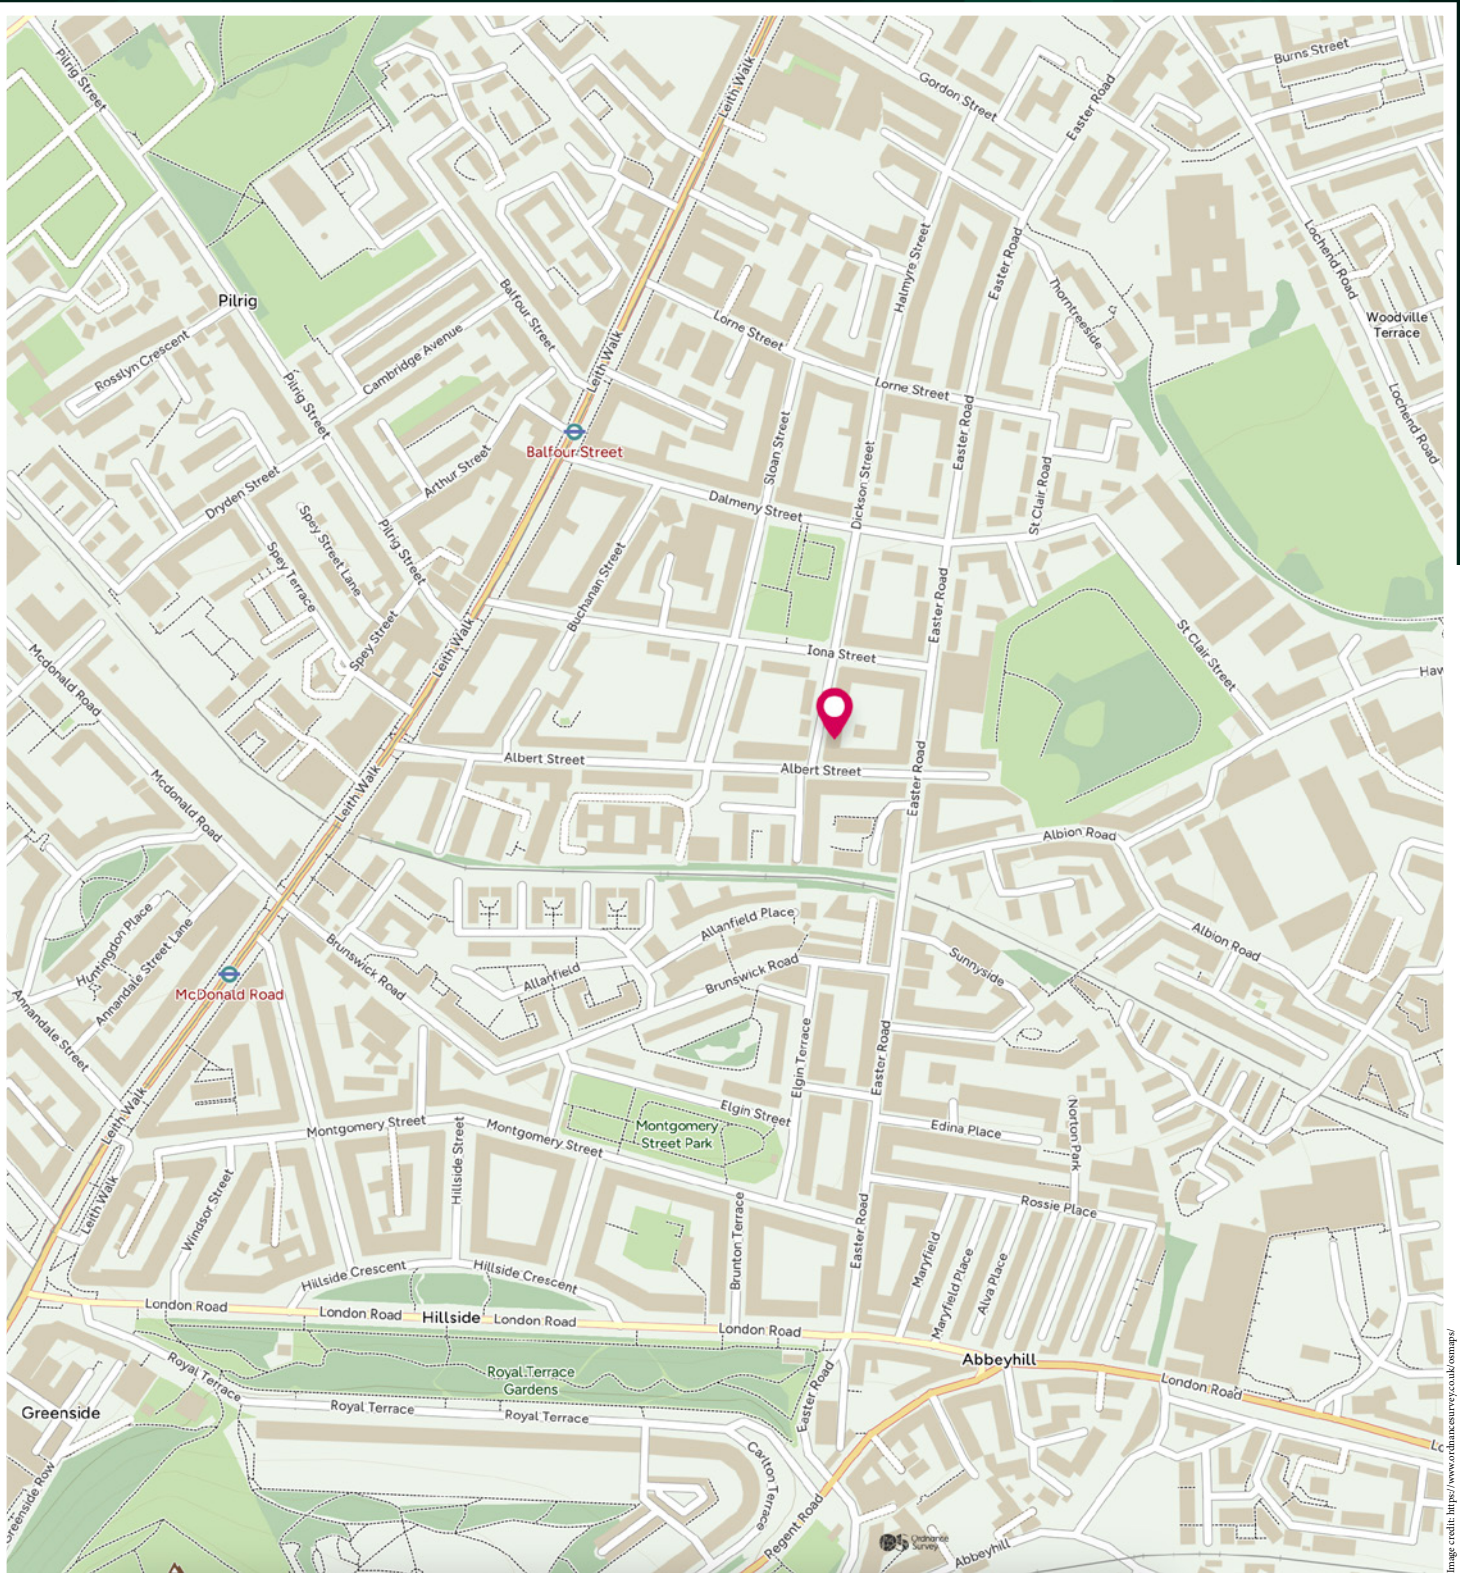 Leith Walk
Pilrig Street
Gordon Street
Easter Road
Burns Street
Halmyre Street
Easter Road
Lochend Road
Thorntreeside
Balfour Street
Pilrig
Woodville
Terrace
Lorne Street
Rosslyn Crescent
Cambridge Avenue
Leith Walk
Pilrig Street
Lorne Street
Lochend Road
Easter Road
Sloan Street
Balfour Street
Arthur Street
Dickson Street
Dryden Street
St Clair Road
Dalmeny Street
Spey Street Lane
Pilrig Street
Spey Terrace
Buchanan Street
Easter Road
Spey Street
Leith Walk
Iona Street
St Clair Street
Mcdonald Road
Haw
Albert Street
Albert Street
Easter Road
Leith Walk
Mcdonald Road
Albion Road
Allanfield Place
Huntingdon Place
Annandale Street Lane
Albion Road
Brunswick Road
Sunnyside
Allanfield
Brunswick Road
McDonald Road
Annandale Street
Elgin Terrace
Easter Road
Leith Walk
Elgin Street
Montgomery Street
Montgomery
Street Park
Edina Place
Norton Park
Montgomery Street
Hillside Street
Leith Walk
Windsor Street
Rossie Place
Brunton Terrace
Easter Road
Maryfield
Maryfield Place
Alva Place
Hillside Crescent
Hillside Crescent
London Road
London Road
Hillside
London Road
London Road
Abbeyhill
Royal Terrace
Royal Terrace
Gardens
London Road
Easter Road
Greenside
Royal Terrace
Royal Terrace
Lo
Carlton Terrace
Greenside Row
Regent Road
Abbeyhill
OS
Ordnance
Survey
Image credit: https://www.ordnancesurvey.co.uk/osmaps/